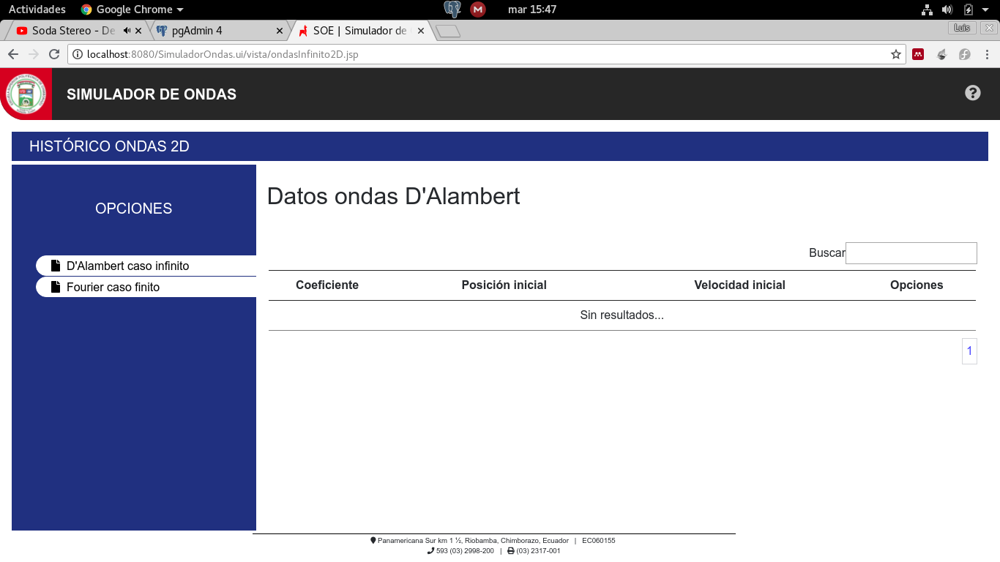 Actividades Google Chrome mar 15:47
Soda Stereo - De pgAdmin 4 SOE | Simulador de Luis
localhost:8080/SimuladorOndas.ui/vista/ondasInfinito2D.jsp
SIMULADOR DE ONDAS
HISTÓRICO ONDAS 2D
OPCIONES
D'Alambert caso infinito
Fourier caso finito
Datos ondas D'Alambert
Buscar
Coeficiente Posición inicial Velocidad inicial Opciones
Sin resultados...
1
Panamericana Sur km 1 ½, Riobamba, Chimborazo, Ecuador | EC060155
593 (03) 2998-200 | (03) 2317-001